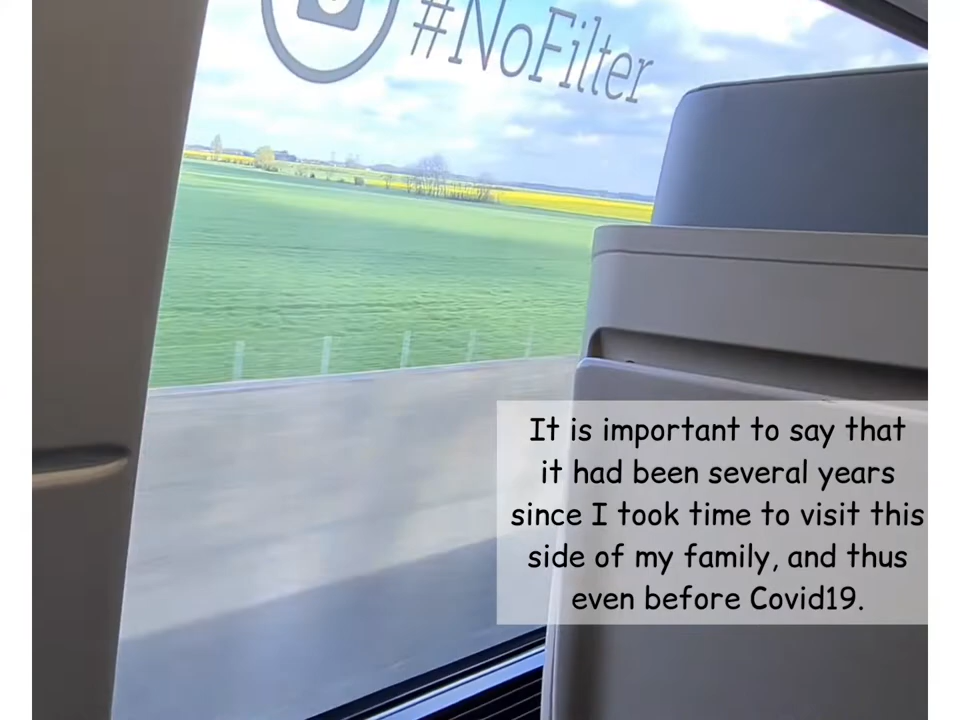 #NoFilter
It is important to say that
it had been several years
since I took time to visit this
side of my family, and thus
even before Covid19.